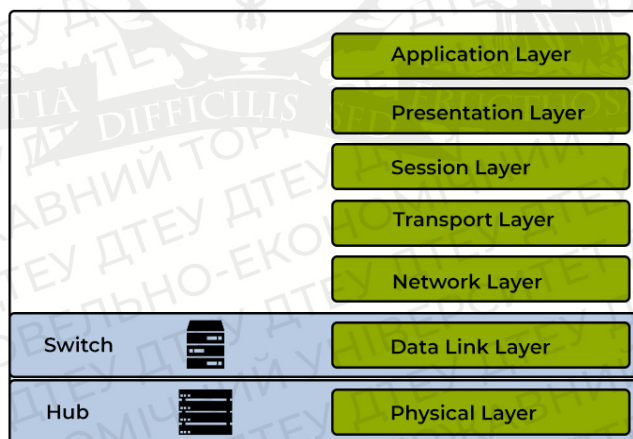 Application Layer
Presentation Layer
Session Layer
Transport Layer
Network Layer
Switch Data Link Layer
Hub Physical Layer